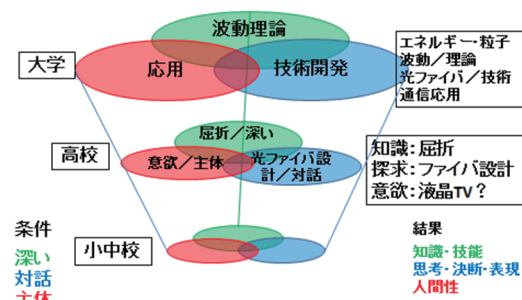 波動理論
大学
応用
技術開発
エネルギー・粒子
波動/理論
光ファイバ/技術
通信応用
屈折/深い
高校
意欲/主体
光ファイバ設
計/対話
知識:屈折
探求:ファイバ設計
意欲:液晶TV?
条件
深い
対話
主体
小中校
結果
知識・技能
思考・決断・表現
人間性